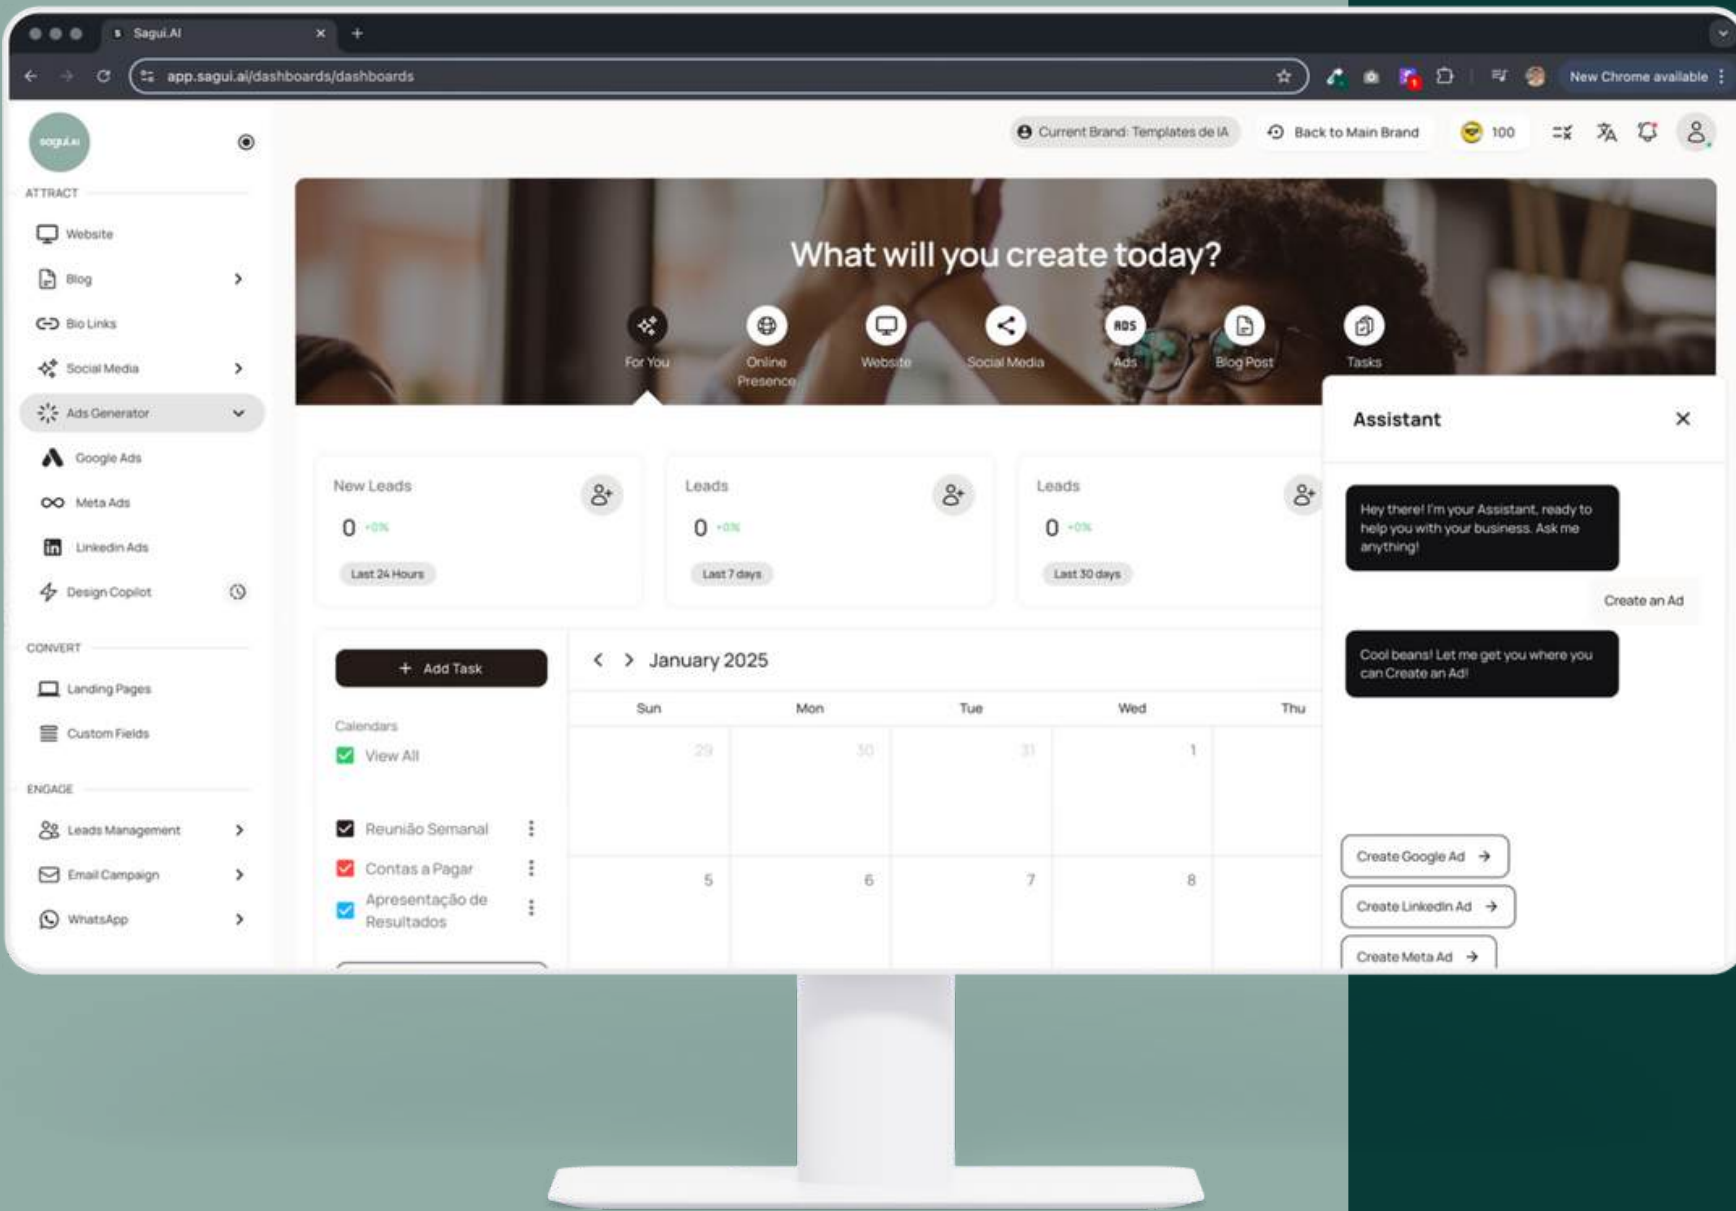 Sagui.AI
app.sagui.ai/dashboards/dashboards
New Chrome available
sagui.ai
Current Brand: Templates de IA
Back to Main Brand
100
ATTRACT
Website
Blog
Bio Links
Social Media
Ads Generator
Google Ads
Meta Ads
Linkedin Ads
Design Copilot
CONVERT
Landing Pages
Custom Fields
ENGAGE
Leads Management
Email Campaign
WhatsApp
What will you create today?
For You
Online
Presence
Website
Social Media
ADS
Ads
Blog Post
Tasks
New Leads
0 +0%
Last 24 Hours
Leads
0 +0%
Last 7 days
Leads
0 +0%
Last 30 days
+ Add Task
Calendars
View All
Reunião Semanal
Contas a Pagar
Apresentação de
Resultados
January 2025
Sun Mon Tue Wed Thu
29 30 31 1
5 6 7 8
Assistant
Hey there! I'm your Assistant, ready to
help you with your business. Ask me
anything!
Create an Ad
Cool beans! Let me get you where you
can Create an Ad!
Create Google Ad →
Create LinkedIn Ad →
Create Meta Ad →